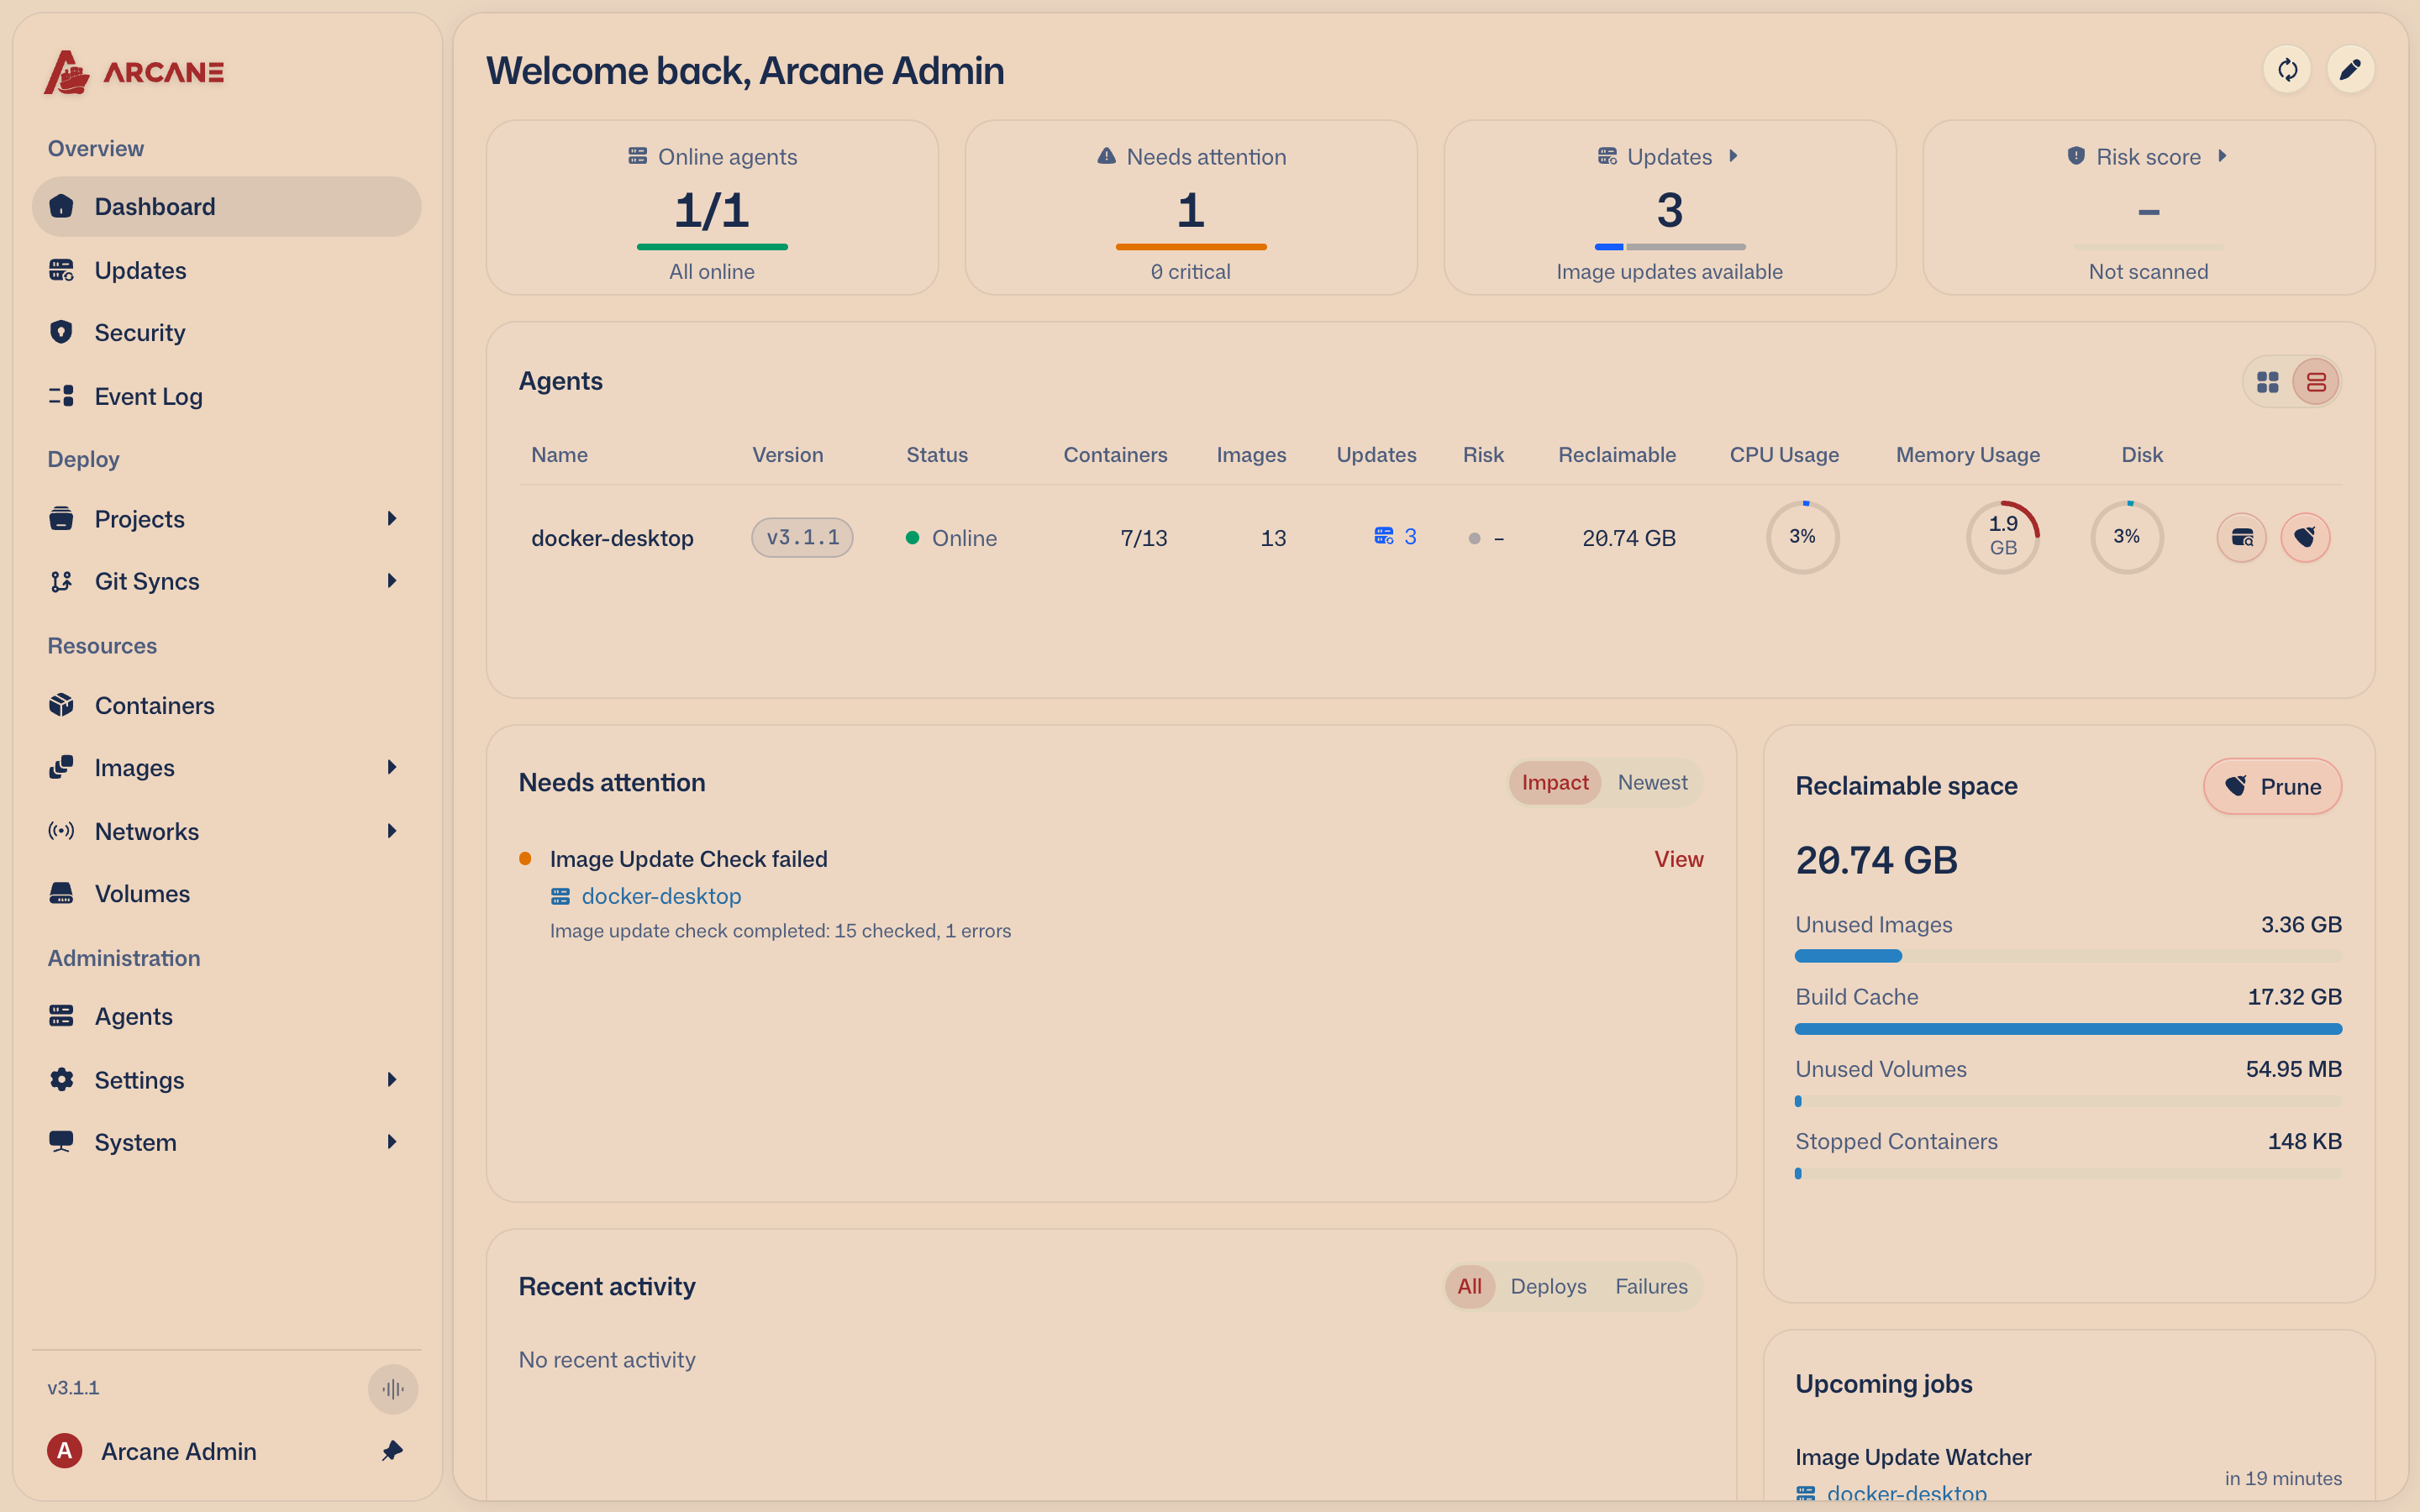 ARCANE
Overview
Dashboard
Updates
Security
Event Log
Deploy
Projects
Git Syncs
Resources
Containers
Images
Networks
Volumes
Administration
Agents
Settings
System
v3.1.1
A Arcane Admin
Welcome back, Arcane Admin
Online agents
1/1
All online
Needs attention
1
0 critical
Updates
3
Image updates available
Risk score
–
Not scanned
Agents
Name Version Status Containers Images Updates Risk Reclaimable CPU Usage Memory Usage Disk
docker-desktop v3.1.1 Online 7/13 13 3 – 20.74 GB 3% 1.9 GB 3%
Needs attention
Impact Newest
Image Update Check failed View
docker-desktop
Image update check completed: 15 checked, 1 errors
Reclaimable space Prune
20.74 GB
Unused Images 3.36 GB
Build Cache 17.32 GB
Unused Volumes 54.95 MB
Stopped Containers 148 KB
Recent activity
All Deploys Failures
No recent activity
Upcoming jobs
Image Update Watcher
in 19 minutes
docker-desktop